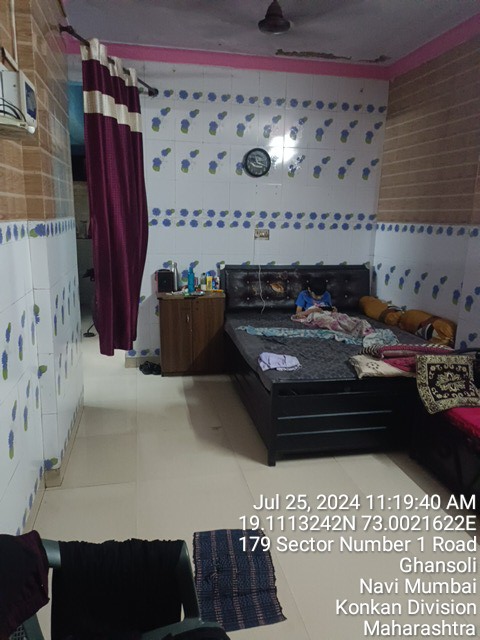 Jul 25, 2024 11:19:40 AM
19.1113242N 73.0021622E
179 Sector Number 1 Road
Ghansoli
Navi Mumbai
Konkan Division
Maharashtra